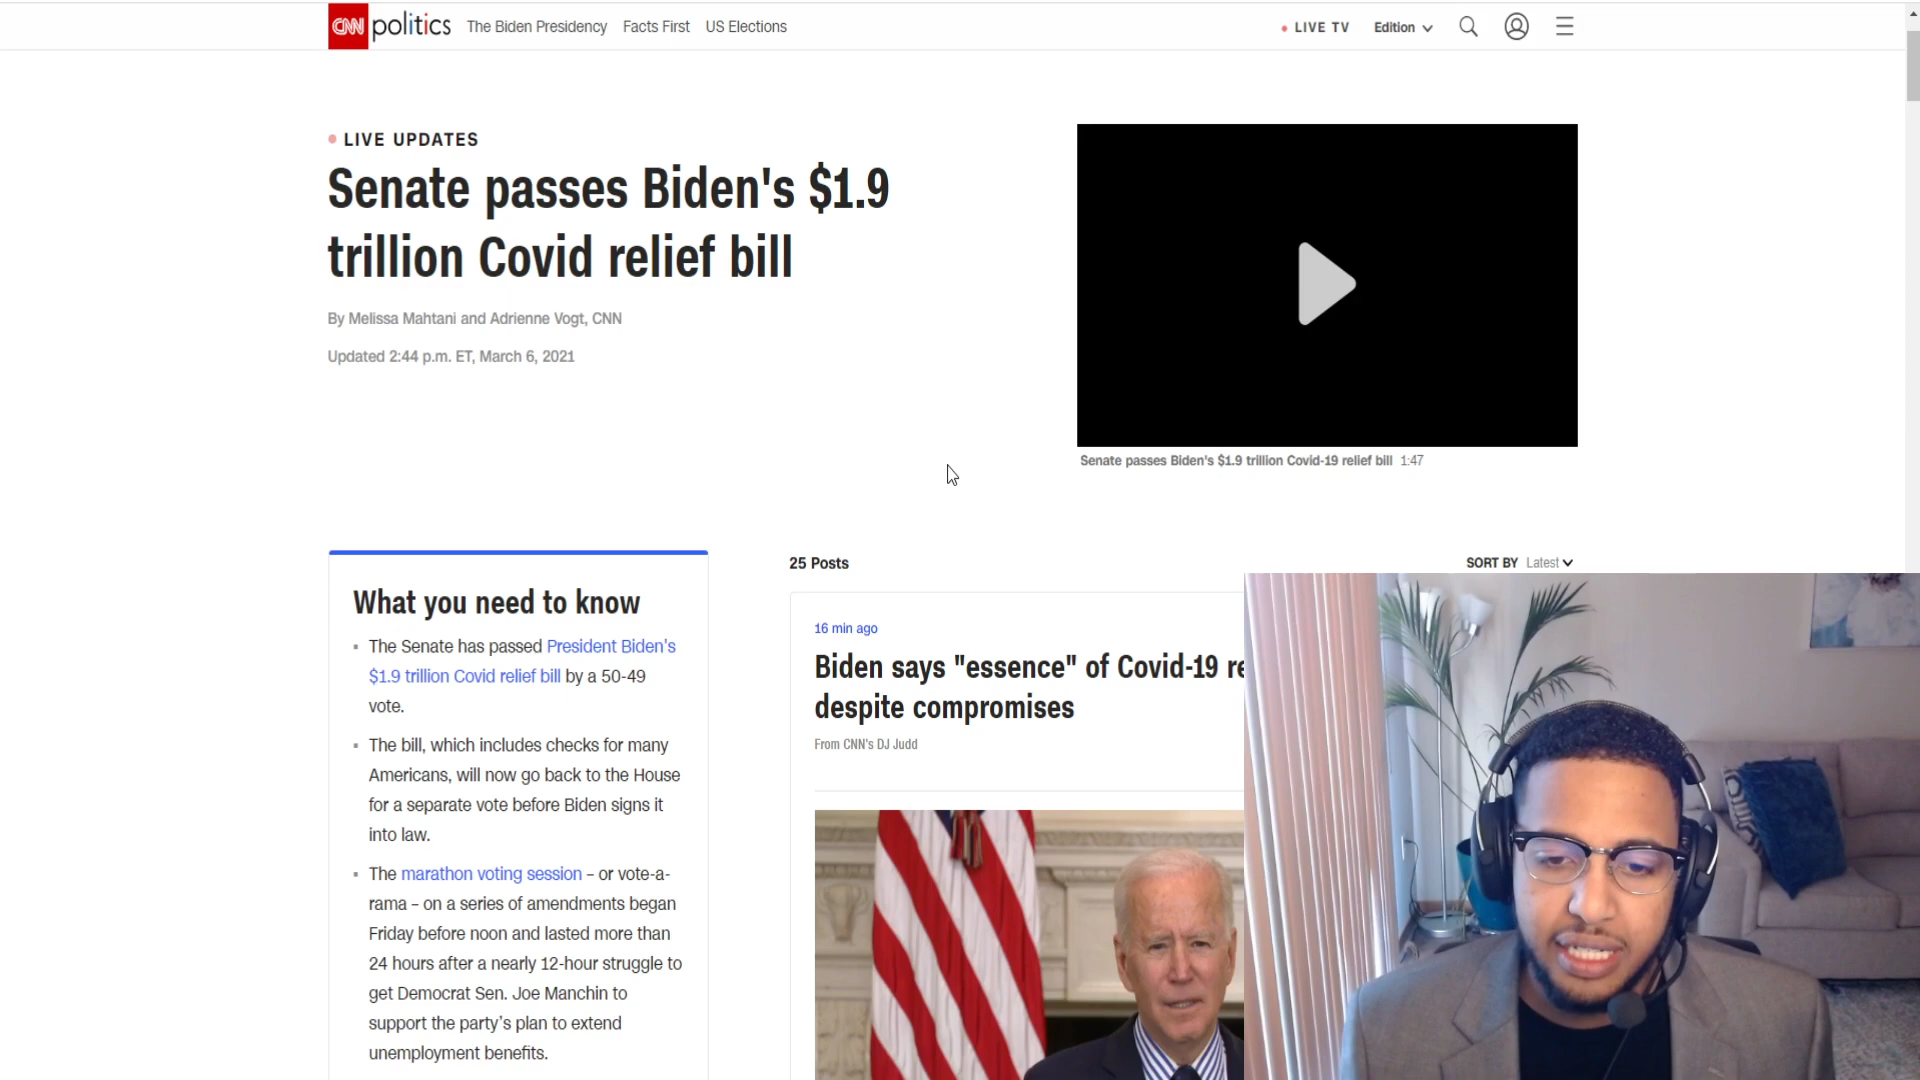 CNN politics The Biden Presidency Facts First US Elections LIVE TV Edition
LIVE UPDATES
Senate passes Biden's $1.9
trillion Covid relief bill
By Melissa Mahtani and Adrienne Vogt, CNN
Updated 2:44 p.m. ET, March 6, 2021
Senate passes Biden's $1.9 trillion Covid-19 relief bill 1:47
What you need to know
The Senate has passed President Biden's
$1.9 trillion Covid relief bill by a 50-49
vote.
The bill, which includes checks for many
Americans, will now go back to the House
for a separate vote before Biden signs it
into law.
The marathon voting session – or vote-a-
rama – on a series of amendments began
Friday before noon and lasted more than
24 hours after a nearly 12-hour struggle to
get Democrat Sen. Joe Manchin to
support the party's plan to extend
unemployment benefits.
25 Posts
SORT BY Latest
16 min ago
Biden says "essence" of Covid-19 re
despite compromises
From CNN's DJ Judd